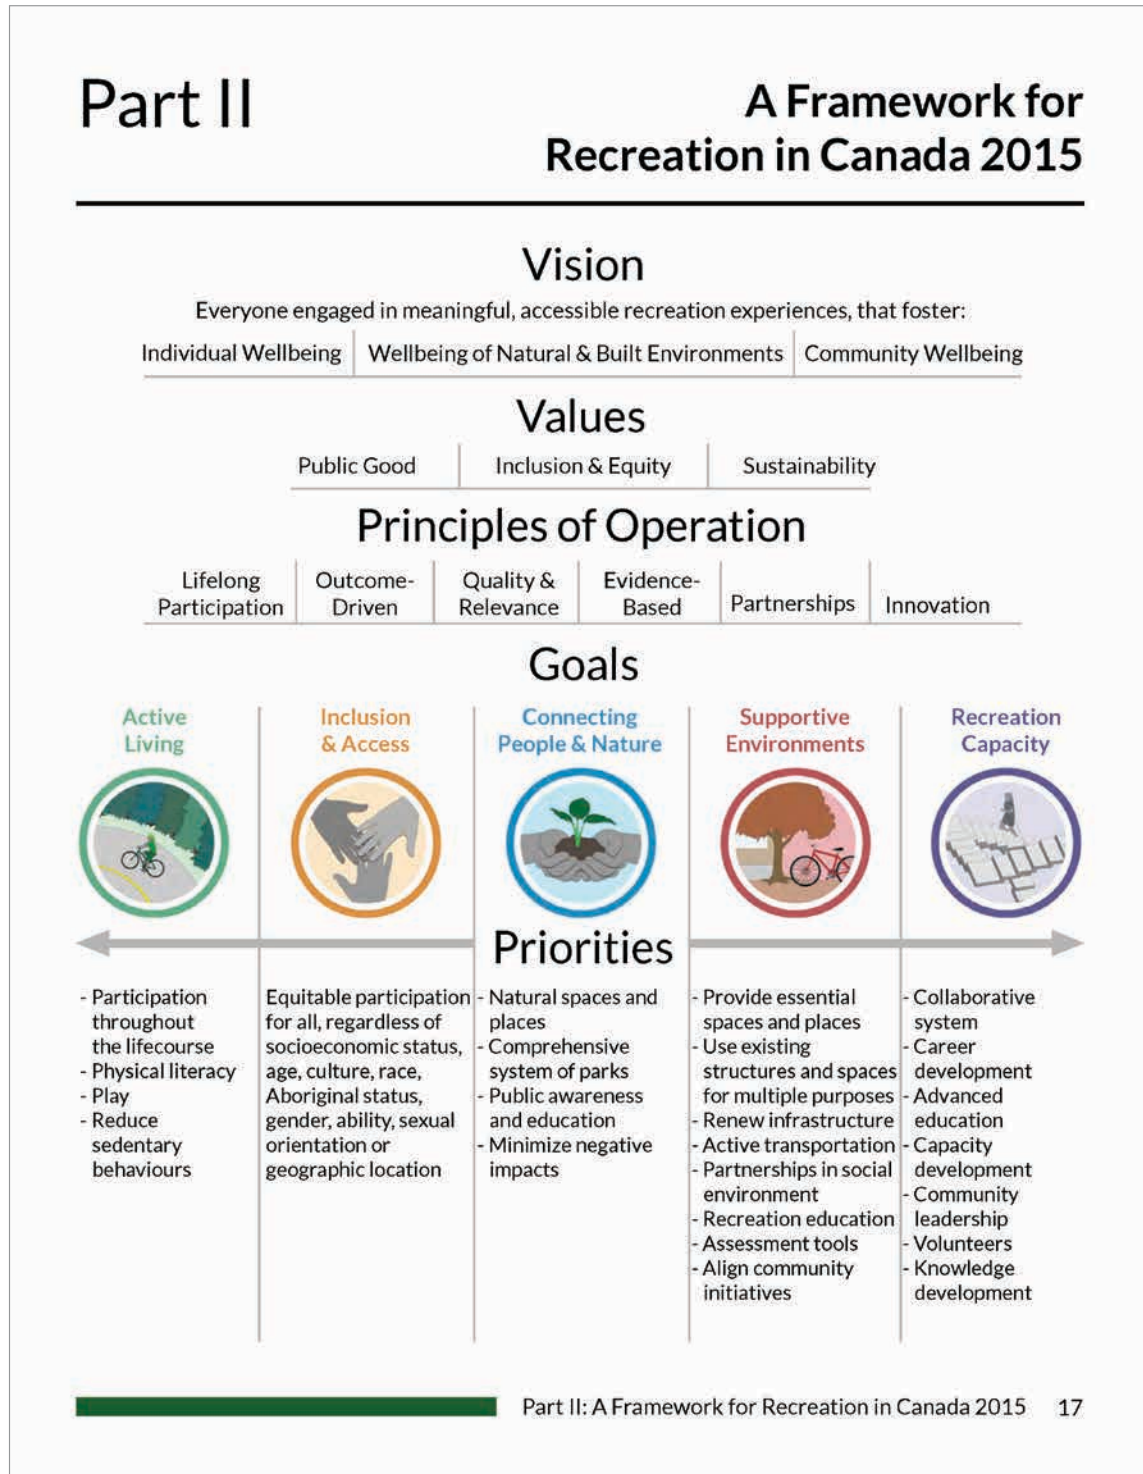 Part II
A Framework for
Recreation in Canada 2015
Vision
Everyone engaged in meaningful, accessible recreation experiences, that foster:
Individual Wellbeing
Wellbeing of Natural & Built Environments
Community Wellbeing
Values
Public Good
Inclusion & Equity
Sustainability
Principles of Operation
Lifelong
Participation
Outcome-
Driven
Quality &
Relevance
Evidence-
Based
Partnerships
Innovation
Goals
Active
Living
Inclusion
& Access
Connecting
People & Nature
Supportive
Environments
Recreation
Capacity
Priorities
- Participation
throughout
the lifecourse
- Physical literacy
- Play
- Reduce
sedentary
behaviours
Equitable participation
for all, regardless of
socioeconomic status,
age, culture, race,
Aboriginal status,
gender, ability, sexual
orientation or
geographic location
- Natural spaces and
places
- Comprehensive
system of parks
- Public awareness
and education
- Minimize negative
impacts
- Provide essential
spaces and places
- Use existing
structures and spaces
for multiple purposes
- Renew infrastructure
- Active transportation
- Partnerships in social
environment
- Recreation education
- Assessment tools
- Align community
initiatives
- Collaborative
system
- Career
development
- Advanced
education
- Capacity
development
- Community
leadership
- Volunteers
- Knowledge
development
Part II: A Framework for Recreation in Canada 2015 17